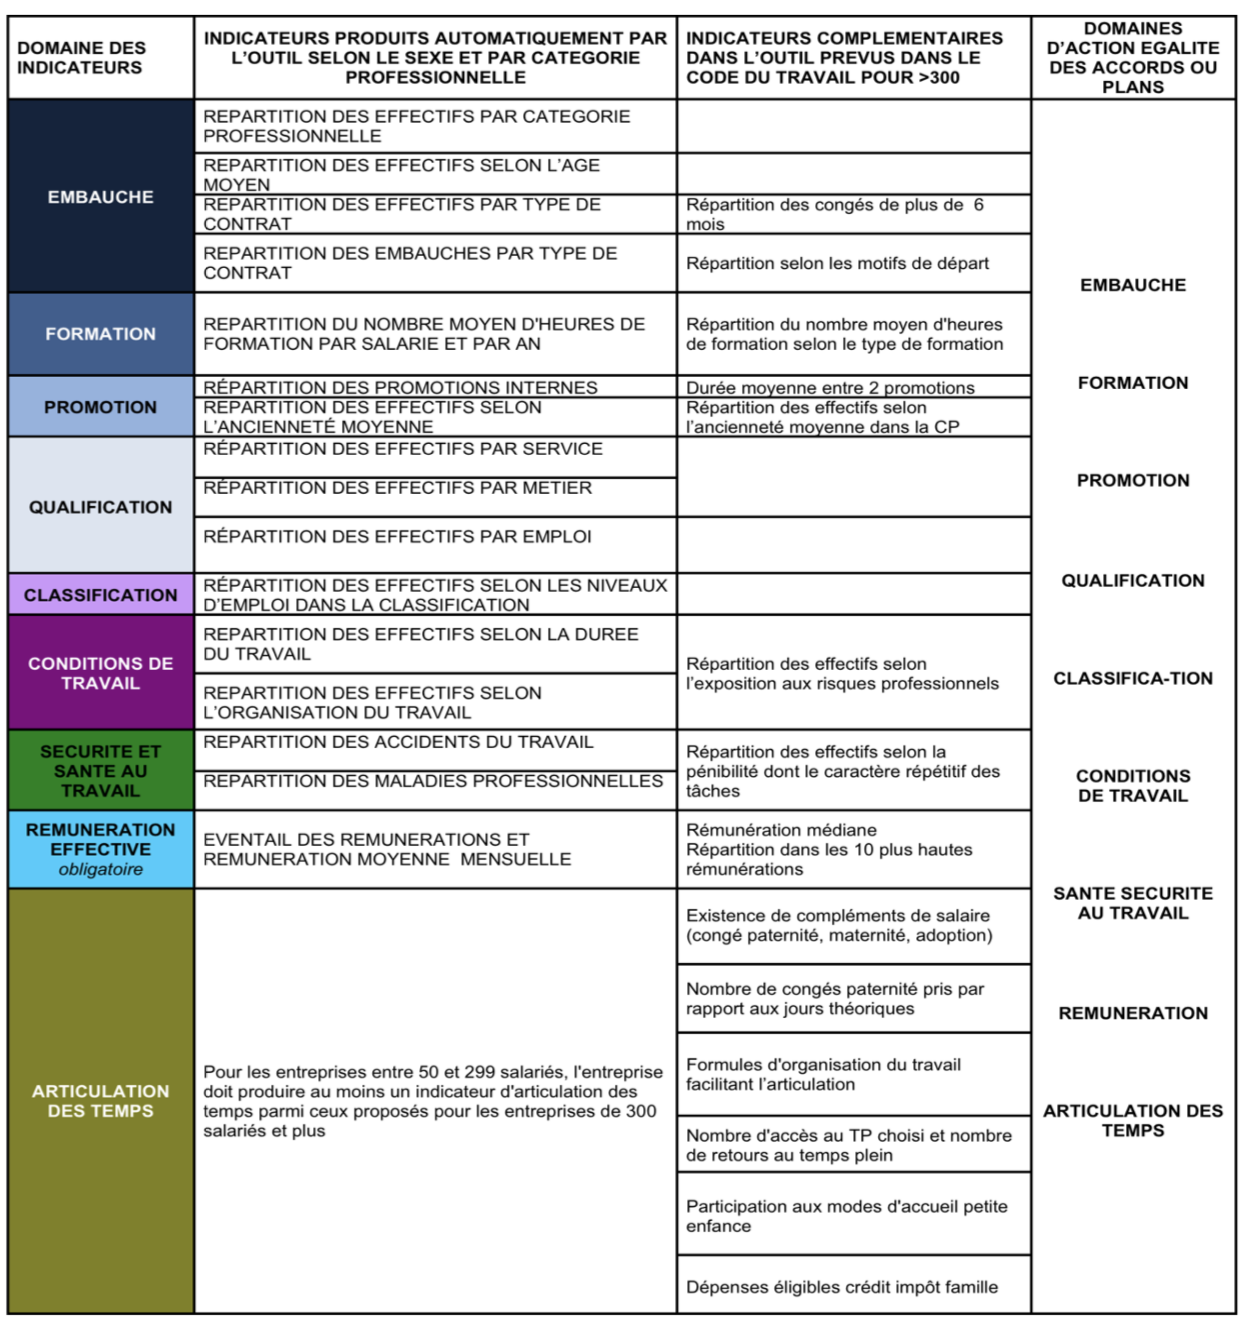 DOMAINE DES
INDICATEURS
INDICATEURS PRODUITS AUTOMATIQUEMENT PAR
L'OUTIL SELON LE SEXE ET PAR CATEGORIE
PROFESSIONNELLE
INDICATEURS COMPLEMENTAIRES
DANS L'OUTIL PREVUS DANS LE
CODE DU TRAVAIL POUR >300
DOMAINES
D'ACTION EGALITE
DES ACCORDS OU
PLANS
EMBAUCHE
REPARTITION DES EFFECTIFS PAR CATEGORIE
PROFESSIONNELLE
REPARTITION DES EFFECTIFS SELON L'AGE
MOYEN
REPARTITION DES EFFECTIFS PAR TYPE DE
CONTRAT
Répartition des congés de plus de 6
mois
REPARTITION DES EMBAUCHES PAR TYPE DE
CONTRAT
Répartition selon les motifs de départ
FORMATION
REPARTITION DU NOMBRE MOYEN D'HEURES DE
FORMATION PAR SALARIE ET PAR AN
Répartition du nombre moyen d'heures
de formation selon le type de formation
PROMOTION
RÉPARTITION DES PROMOTIONS INTERNES
Durée moyenne entre 2 promotions
REPARTITION DES EFFECTIFS SELON
L'ANCIENNETÉ MOYENNE
Répartition des effectifs selon
l'ancienneté moyenne dans la CP
QUALIFICATION
RÉPARTITION DES EFFECTIFS PAR SERVICE
RÉPARTITION DES EFFECTIFS PAR METIER
RÉPARTITION DES EFFECTIFS PAR EMPLOI
CLASSIFICATION
RÉPARTITION DES EFFECTIFS SELON LES NIVEAUX
D'EMPLOI DANS LA CLASSIFICATION
CONDITIONS DE
TRAVAIL
REPARTITION DES EFFECTIFS SELON LA DUREE
DU TRAVAIL
REPARTITION DES EFFECTIFS SELON
L'ORGANISATION DU TRAVAIL
Répartition des effectifs selon
l'exposition aux risques professionnels
SECURITE ET
SANTE AU
TRAVAIL
REPARTITION DES ACCIDENTS DU TRAVAIL
REPARTITION DES MALADIES PROFESSIONNELLES
Répartition des effectifs selon la
pénibilité dont le caractère répétitif des
tâches
REMUNERATION
EFFECTIVE
obligatoire
EVENTAIL DES REMUNERATIONS ET
REMUNERATION MOYENNE MENSUELLE
Rémunération médiane
Répartition dans les 10 plus hautes
rémunérations
ARTICULATION
DES TEMPS
Pour les entreprises entre 50 et 299 salariés, l'entreprise
doit produire au moins un indicateur d'articulation des
temps parmi ceux proposés pour les entreprises de 300
salariés et plus
Existence de compléments de salaire
(congé paternité, maternité, adoption)
Nombre de congés paternité pris par
rapport aux jours théoriques
Formules d'organisation du travail
facilitant l'articulation
Nombre d'accès au TP choisi et nombre
de retours au temps plein
Participation aux modes d'accueil petite
enfance
Dépenses éligibles crédit impôt famille
EMBAUCHE
FORMATION
PROMOTION
QUALIFICATION
CLASSIFICA-TION
CONDITIONS
DE TRAVAIL
SANTE SECURITE
AU TRAVAIL
REMUNERATION
ARTICULATION DES
TEMPS